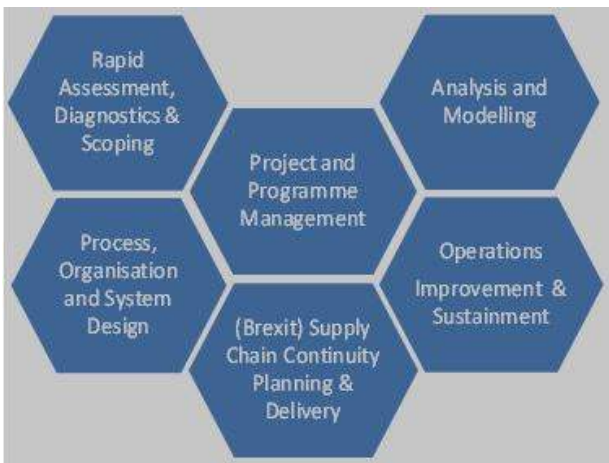 Rapid
Assessment,
Diagnostics &
Scoping
Analysis and
Modelling
Project and
Programme
Management
Process,
Organisation
and System
Design
Operations
Improvement &
Sustainment
(Brexit) Supply
Chain Continuity
Planning &
Delivery